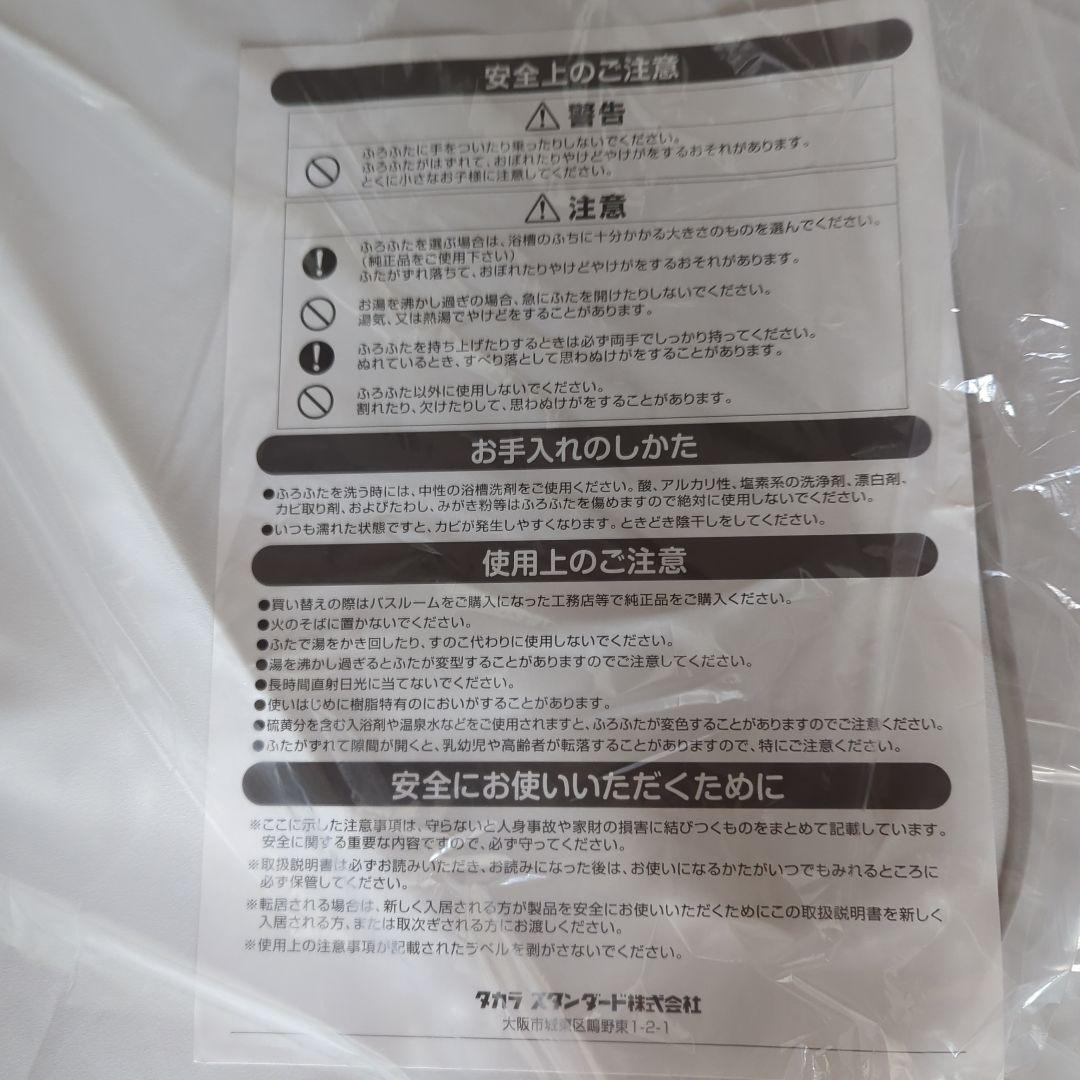 安全上のご注意
警告
ふろふたに手をついたり乗ったりしないでください。
ふろふたがはずれて、おぼれたりやけどやけがをするおそれがあります。
とくに小さなお子様に注意してください。
注意
ふろふたを選ぶ場合は、浴槽のふちに十分かかる大きさのものを選んでください。
(純正品をご使用下さい)
ふたがずれ落ちて、おぼれたりやけどやけがをするおそれがあります。
お湯を沸かし過ぎの場合、急にふたを開けたりしないでください。
湯気、又は熱湯でやけどをすることがあります。
ふろふたを持ち上げたりするときは必ず両手でしっかり持ってください。
ぬれているとき、すべり落として思わぬけがをすることがあります。
ふろふた以外に使用しないでください。
割れたり、欠けたりして、思わぬけがをすることがあります。
お手入れのしかた
●ふろふたを洗う時には、中性の浴槽洗剤をご使用ください。酸、アルカリ性、塩素系の洗浄剤、漂白剤、
カビ取り剤、およびたわし、みがき粉等はふろふたを傷めますので絶対に使用しないでください。
●いつも濡れた状態ですと、カビが発生しやすくなります。ときどき陰干しをしてください。
使用上のご注意
●買い替えの際はバスルームをご購入になった工務店等で純正品をご購入ください。
●火のそばに置かないでください。
●ふたで湯をかき回したり、すのこ代わりに使用しないでください。
●湯を沸かし過ぎるとふたが変型することがありますのでご注意してください。
●長時間直射日光に当てないでください。
●使いはじめに樹脂特有のにおいがすることがあります。
●硫黄分を含む入浴剤や温泉水などをご使用されますと、ふろふたが変色することがありますのでご注意ください。
●ふたがずれて隙間が開くと、乳幼児や高齢者が転落することがありますので、特にご注意ください。
安全にお使いいただくために
※ここに示した注意事項は、守らないと人身事故や家財の損害に結びつくものをまとめて記載しています。
安全に関する重要な内容ですので、必ず守ってください。
※取扱説明書は必ずお読みいただき、お読みになった後は、お使いになるかたがいつでもみれるところに
必ず保管してください。
※転居される場合は、新しく入居される方が製品を安全にお使いいただくためにこの取扱説明書を新しく
入居される方、または取次ぎされる方にお渡しください。
※使用上の注意事項が記載されたラベルを剥がさないでください。
タカラ スタンダード株式会社
大阪市城東区鴫野東1-2-1